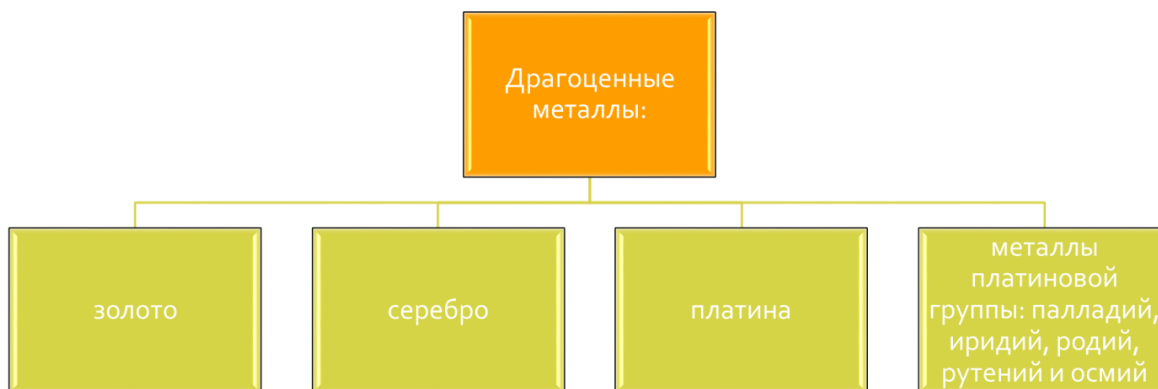 Драгоценные
металлы:
золото
серебро
платина
металлы
платиновой
группы: палладий,
иридий, родий,
рутений и осмий